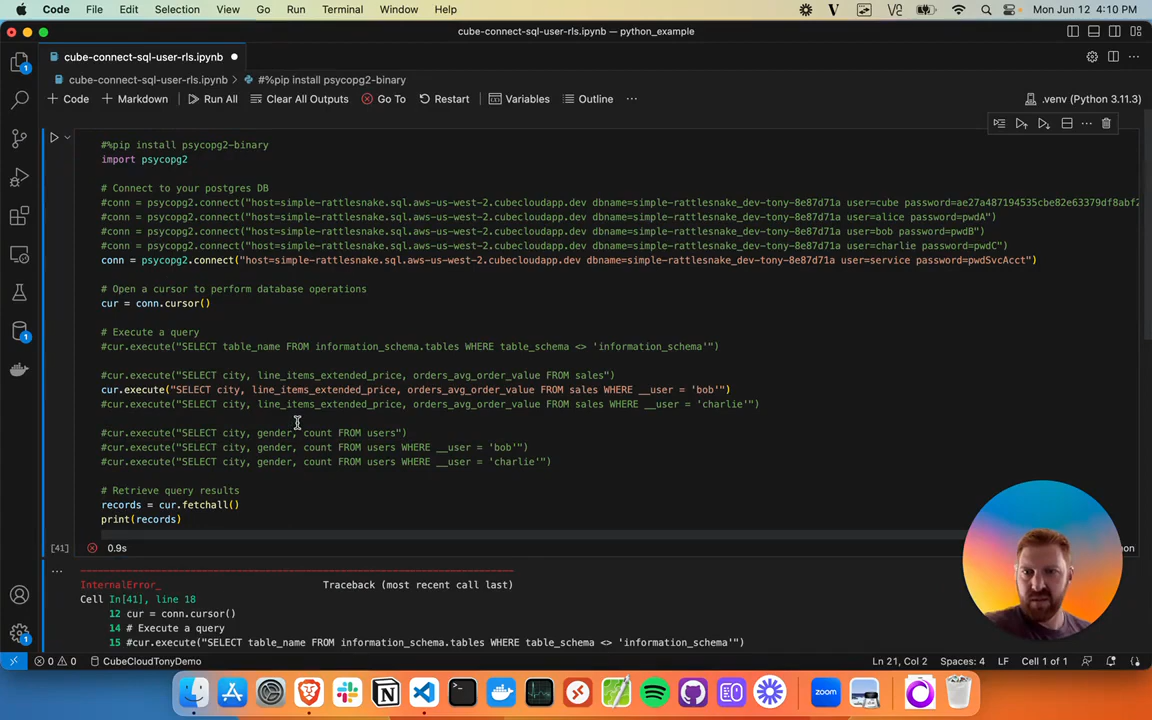 Code File Edit Selection View Go Run Terminal Window Help Mon Jun 12 4:10 PM
cube-connect-sql-user-rls.ipynb — python_example
cube-connect-sql-user-rls.ipynb
cube-connect-sql-user-rls.ipynb > #%pip install psycopg2-binary
+ Code + Markdown Run All Clear All Outputs Go To Restart Variables Outline ... .venv (Python 3.11.3)
#%pip install psycopg2-binary
import psycopg2
# Connect to your postgres DB
#conn = psycopg2.connect("host=simple-rattlesnake.sql.aws-us-west-2.cubecloudapp.dev dbname=simple-rattlesnake_dev-tony-8e87d71a user=cube password=ae27a487194535cbe82e63379df8abf2
#conn = psycopg2.connect("host=simple-rattlesnake.sql.aws-us-west-2.cubecloudapp.dev dbname=simple-rattlesnake_dev-tony-8e87d71a user=alice password=pwdA")
#conn = psycopg2.connect("host=simple-rattlesnake.sql.aws-us-west-2.cubecloudapp.dev dbname=simple-rattlesnake_dev-tony-8e87d71a user=bob password=pwdB")
#conn = psycopg2.connect("host=simple-rattlesnake.sql.aws-us-west-2.cubecloudapp.dev dbname=simple-rattlesnake_dev-tony-8e87d71a user=charlie password=pwdC")
conn = psycopg2.connect("host=simple-rattlesnake.sql.aws-us-west-2.cubecloudapp.dev dbname=simple-rattlesnake_dev-tony-8e87d71a user=service password=pwdSvcAcct")
# Open a cursor to perform database operations
cur = conn.cursor()
# Execute a query
#cur.execute("SELECT table_name FROM information_schema.tables WHERE table_schema <> 'information_schema'")
#cur.execute("SELECT city, line_items_extended_price, orders_avg_order_value FROM sales")
cur.execute("SELECT city, line_items_extended_price, orders_avg_order_value FROM sales WHERE __user = 'bob'")
#cur.execute("SELECT city, line_items_extended_price, orders_avg_order_value FROM sales WHERE __user = 'charlie'")
#cur.execute("SELECT city, gender, count FROM users")
#cur.execute("SELECT city, gender, count FROM users WHERE __user = 'bob'")
#cur.execute("SELECT city, gender, count FROM users WHERE __user = 'charlie'")
# Retrieve query results
records = cur.fetchall()
print(records)
[41] 0.9s
... InternalError_ Traceback (most recent call last)
Cell In[41], line 18
12 cur = conn.cursor()
14 # Execute a query
15 #cur.execute("SELECT table_name FROM information_schema.tables WHERE table_schema <> 'information_schema'")
0 0 CubeCloudTonyDemo Ln 21, Col 2 Spaces: 4 LF Cell 1 of 1
zoom